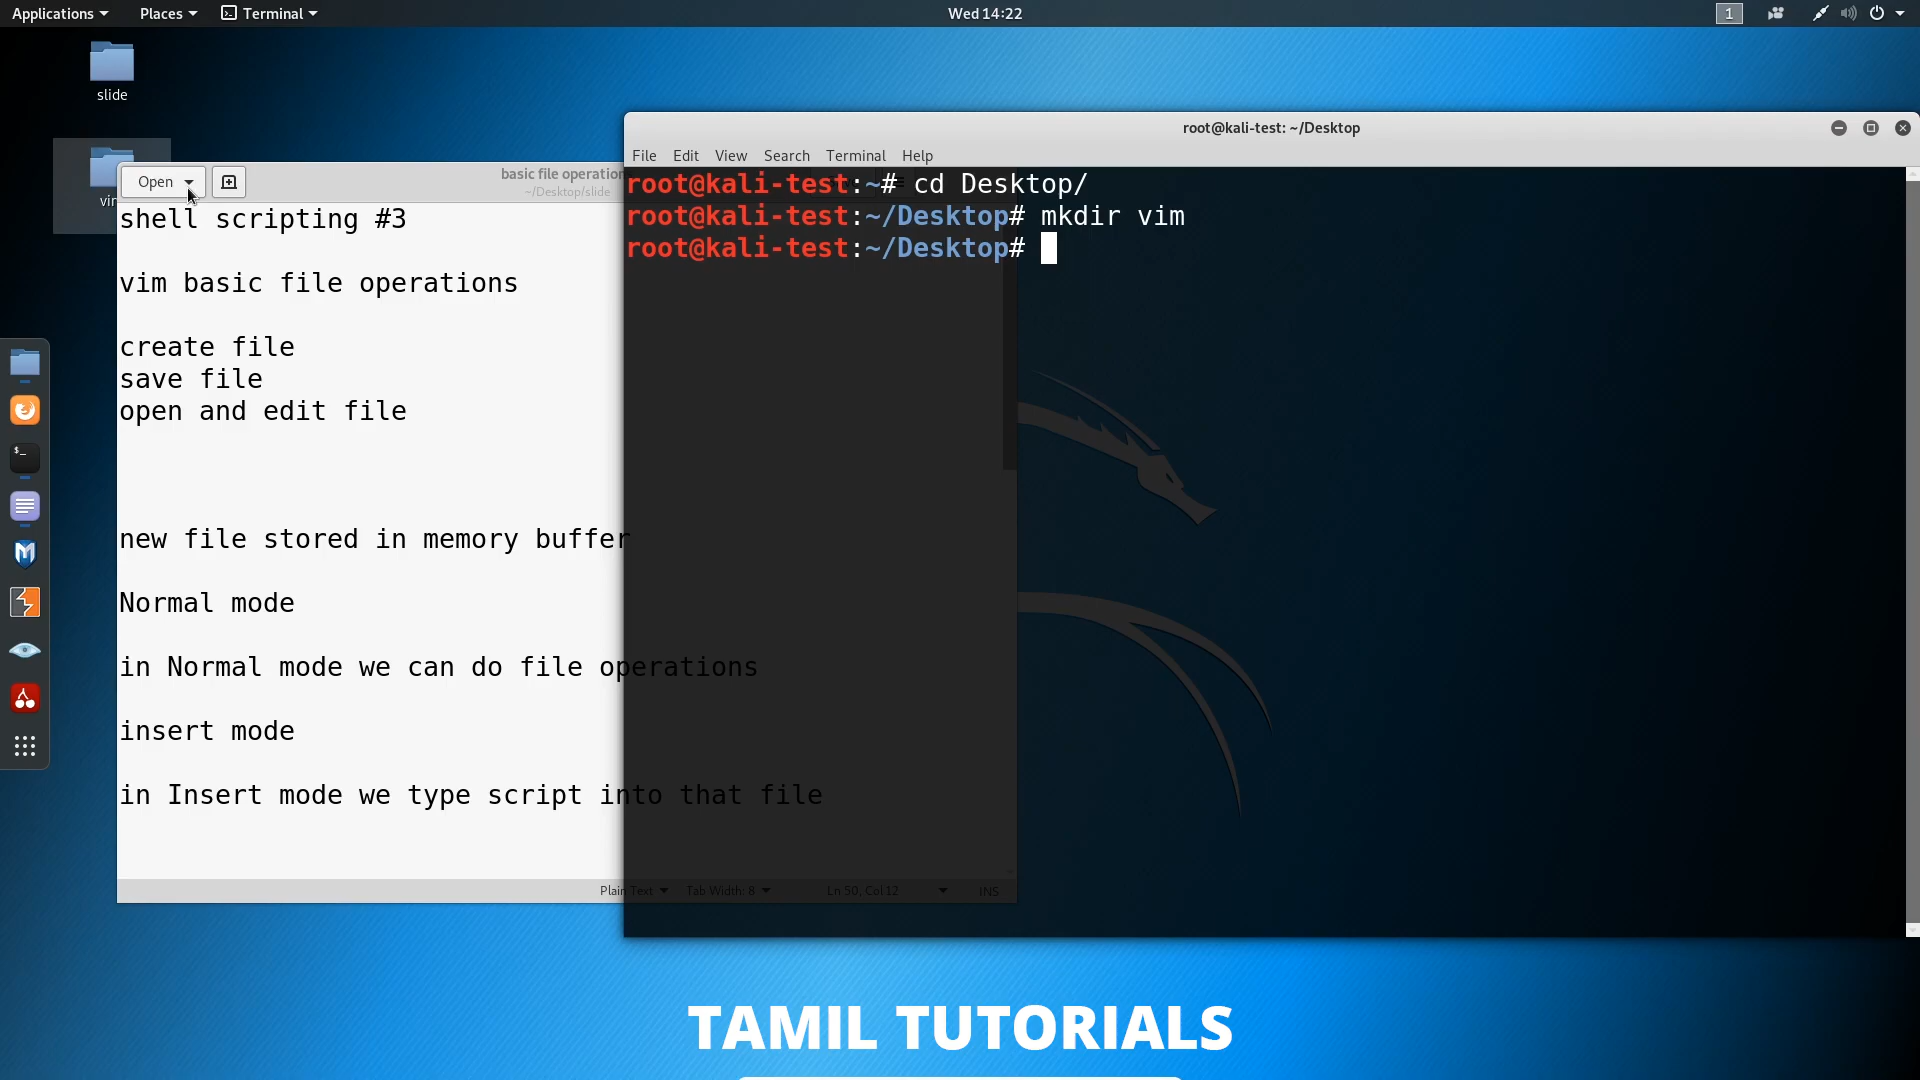 Applications Places Terminal Wed 14:22 1
slide
root@kali-test: ~/Desktop
File Edit View Search Terminal Help
Open
basic file operation
~/Desktop/slide
shell scripting #3
vim basic file operations
create file
save file
open and edit file
new file stored in memory buffer
Normal mode
in Normal mode we can do file operations
insert mode
in Insert mode we type script into that file
Plain Text Tab Width: 8 Ln 50, Col 12 INS
root@kali-test:~# cd Desktop/
root@kali-test:~/Desktop# mkdir vim
root@kali-test:~/Desktop#
TAMIL TUTORIALS